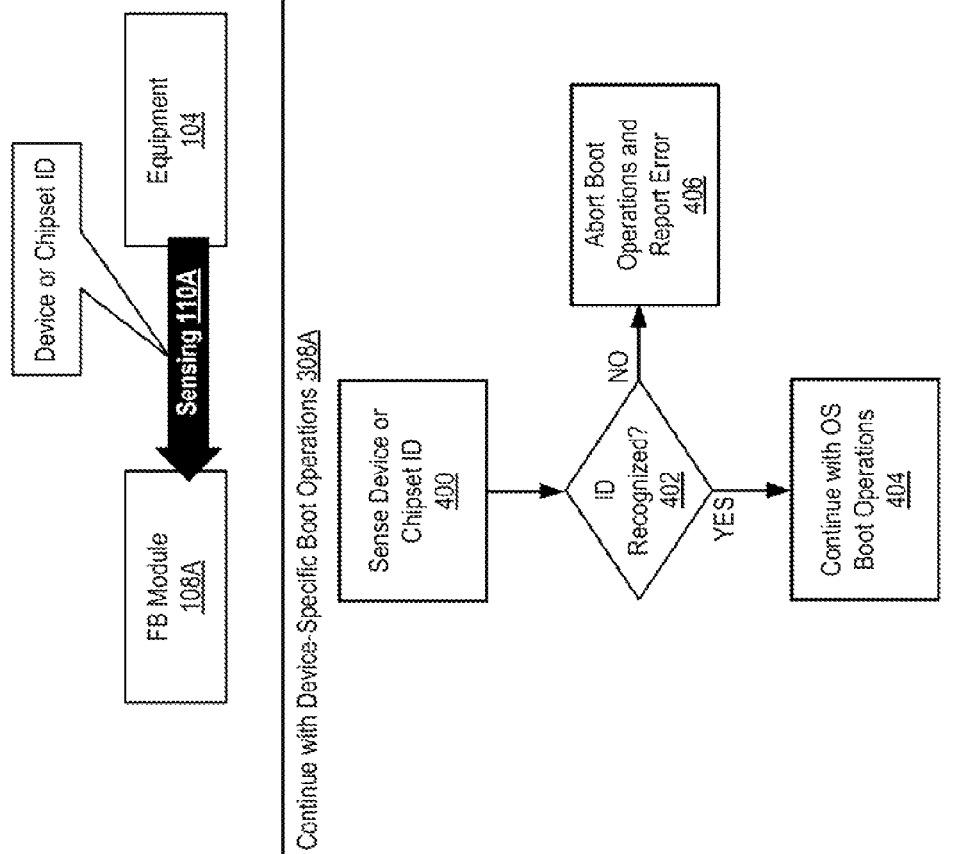 Device or Chipset ID
FB Module
108A
Sensing 110A
Equipment
104
Continue with Device-Specific Boot Operations 308A
Sense Device or
Chipset ID
400
ID
Recognized?
402
NO
YES
Abort Boot
Operations and
Report Error
406
Continue with OS
Boot Operations
404